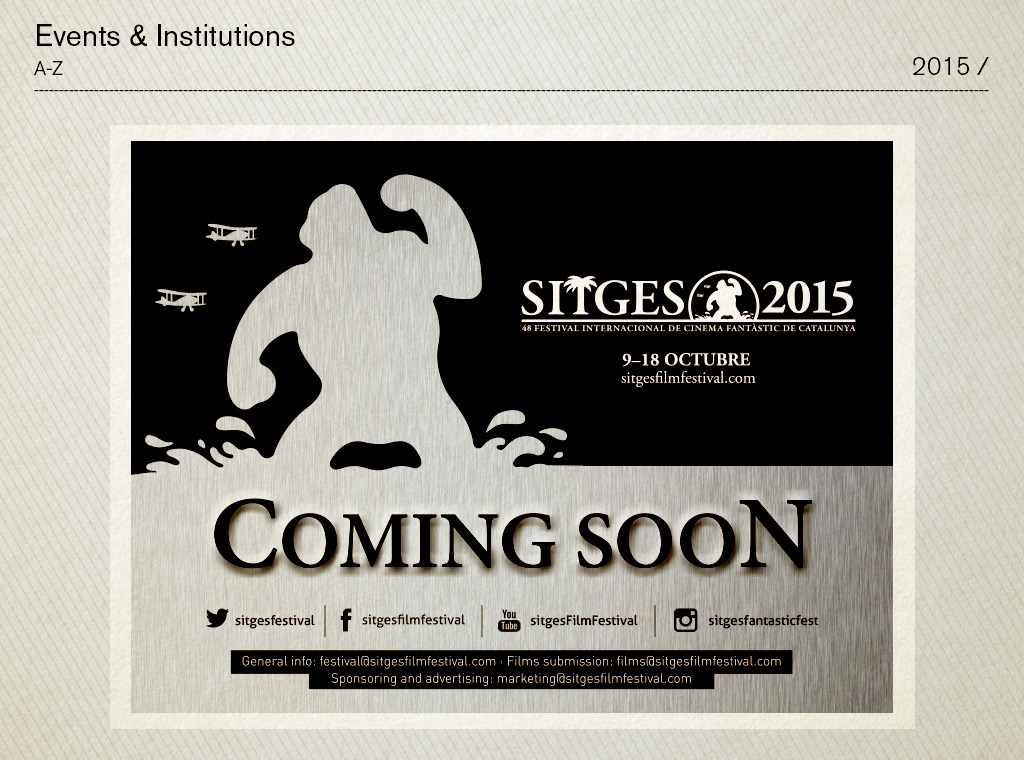 Events & Institutions
A-Z
2015 /
SITGES 2015
48 FESTIVAL INTERNACIONAL DE CINEMA FANTÀSTIC DE CATALUNYA
9–18 OCTUBRE
sitgesfilmfestival.com
COMING SOON
sitgesfestival
sitgesfilmfestival
You Tube sitgesFilmFestival
sitgesfantasticfest
General info: festival@sitgesfilmfestival.com · Films submission: films@sitgesfilmfestival.com
Sponsoring and advertising: marketing@sitgesfilmfestival.com